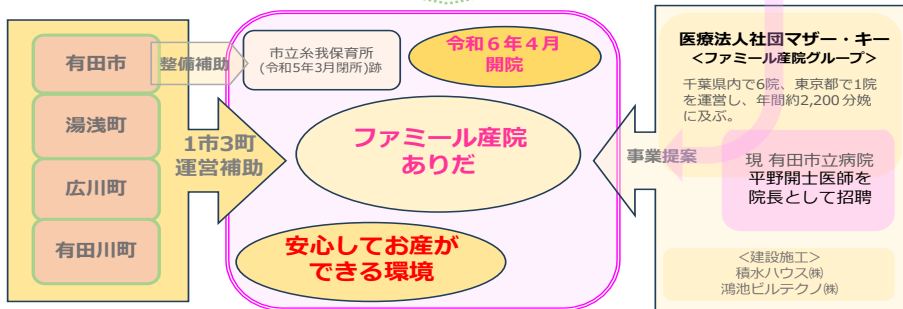 有田市
湯浅町
広川町
有田川町
整備補助
1市3町
運営補助
市立糸我保育所
(令和5年3月閉所)跡
令和6年4月
開院
ファミール産院
ありだ
安心してお産が
できる環境
事業提案
医療法人社団マザー・キー
<ファミール産院グループ>
千葉県内で6院、東京都で1院
を運営し、年間約2,200分娩
に及ぶ。
現 有田市立病院
平野開士医師を
院長として招聘
<建設施工>
積水ハウス㈱
鴻池ビルテクノ㈱